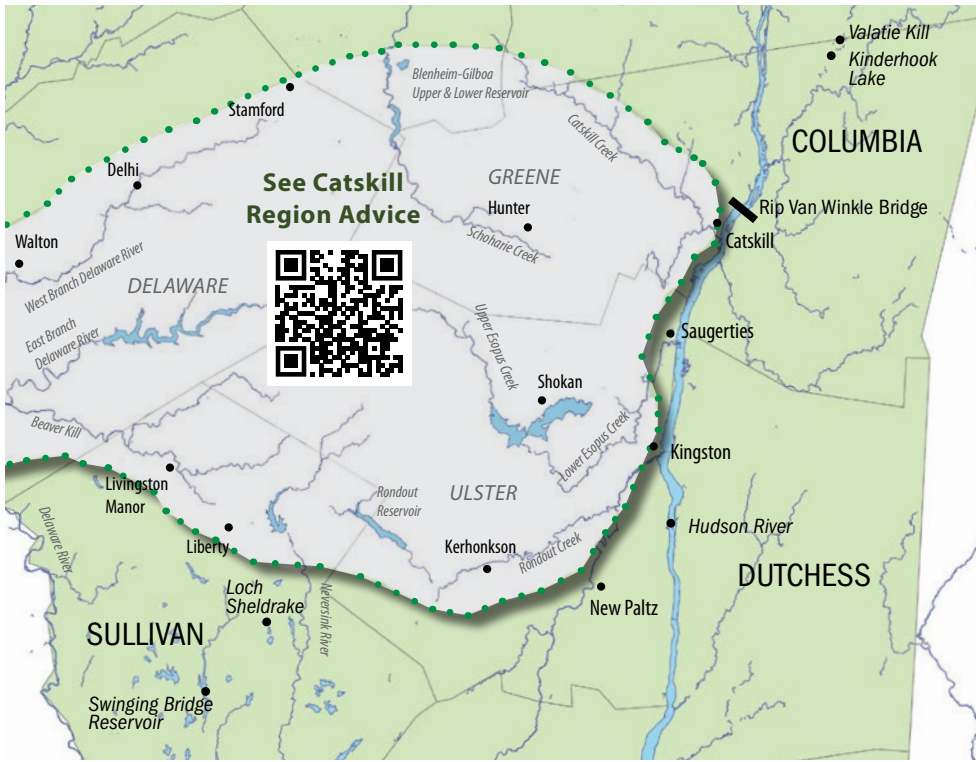 Valatie Kill
Kinderhook
Lake
COLUMBIA
Blenheim-Gilboa
Upper & Lower Reservoir
Stamford
Catskill Creek
Delhi
See Catskill
Region Advice
GREENE
Hunter
Rip Van Winkle Bridge
Schoharie Creek
Catskill
Walton
West Branch Delaware River
DELAWARE
East Branch
Delaware River
Upper Esopus Creek
Saugerties
Shokan
Beaver Kill
Lower Esopus Creek
Kingston
Livingston
Manor
Rondout
Reservoir
ULSTER
Delaware River
Liberty
Kerhonkson
Rondout Creek
Hudson River
DUTCHESS
Loch
Sheldrake
Neversink River
New Paltz
SULLIVAN
Swinging Bridge
Reservoir